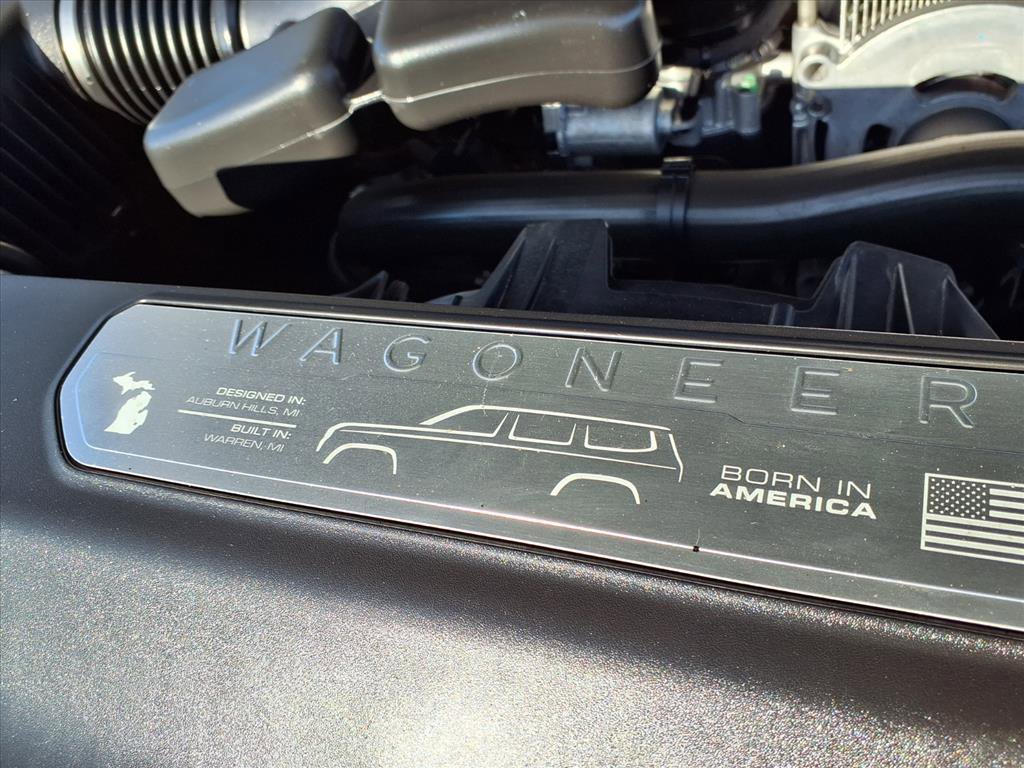 WAGONEER
DESIGNED IN:
AUBURN HILLS, MI
BUILT IN:
WARREN, MI
BORN IN
AMERICA